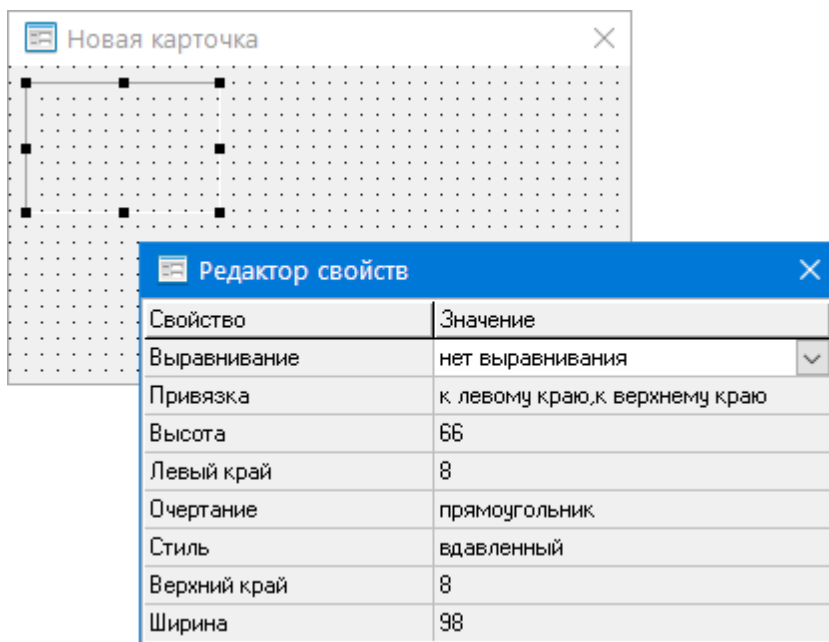 Новая карточка
Редактор свойств
Свойство Значение
Выравнивание нет выравнивания
Привязка к левому краю,к верхнему краю
Высота 66
Левый край 8
Очертание прямоугольник
Стиль вдавленный
Верхний край 8
Ширина 98